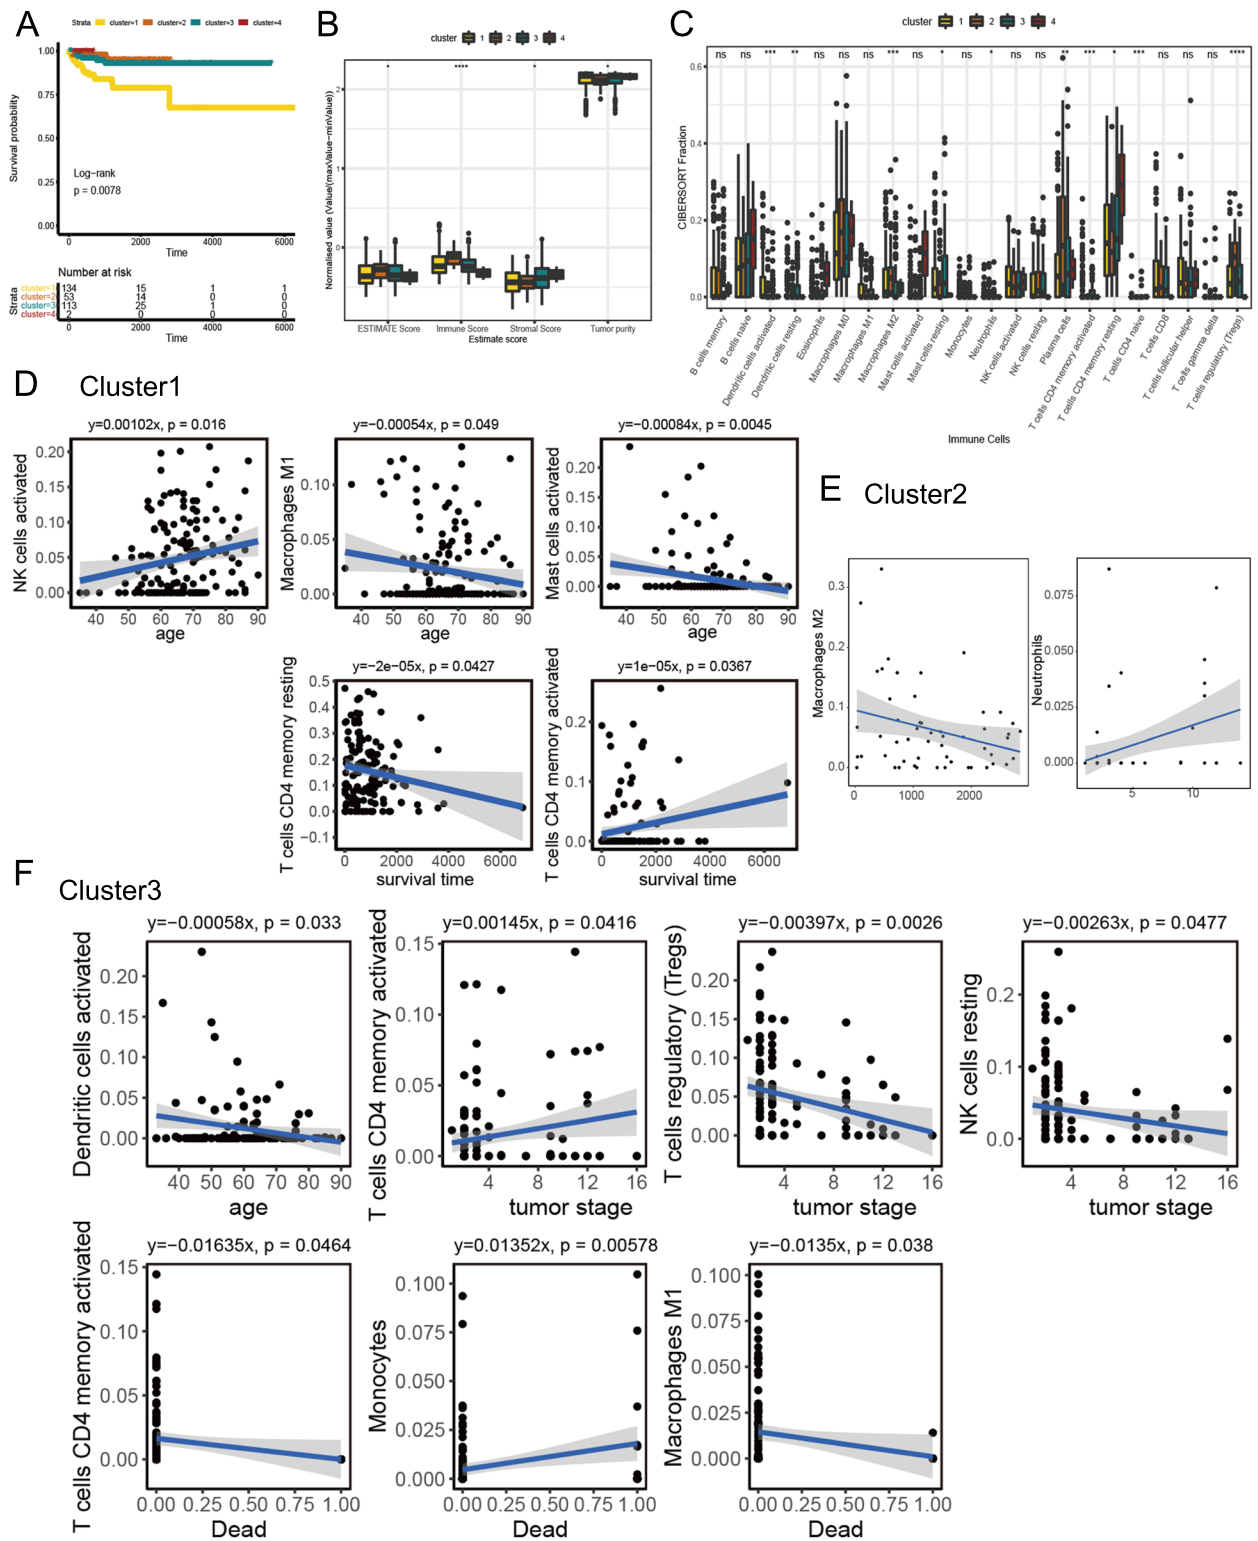 A
Strata cluster=1 cluster=2 cluster=3 cluster=4
Survival probability
1.00
0.75
0.50
0.25
0.00
Log-rank
p = 0.0078
0 2000 4000 6000
Time
Number at risk
Strata
cluster=1 134 15 1 1
cluster=2 53 14 0 0
cluster=3 113 25 1 0
cluster=4 2 0 0 0
0 2000 4000 6000
Time
B
cluster 1 2 3 4
Normalised value (Value/(maxValue-minValue))
* **** * *
2
1
0
ESTIMATE Score Immune Score Stromal Score Tumor purity
Estimate score
C
cluster 1 2 3 4
CIBERSORT Fraction
ns ns *** ** ns ns ns *** ns * ns * ns ns ** *** * *** ns ns ns ****
0.6
0.4
0.2
0.0
B cells memory
B cells naive
Dendritic cells activated
Dendritic cells resting
Eosinophils
Macrophages M0
Macrophages M1
Macrophages M2
Mast cells activated
Mast cells resting
Monocytes
Neutrophils
NK cells activated
NK cells resting
Plasma cells
T cells CD4 memory activated
T cells CD4 memory resting
T cells CD4 naive
T cells CD8
T cells follicular helper
T cells gamma delta
T cells regulatory (Tregs)
Immune Cells
D Cluster1
y=0.00102x, p = 0.016
NK cells activated
0.20
0.15
0.10
0.05
0.00
40 50 60 70 80 90
age
y=−0.00054x, p = 0.049
Macrophages M1
0.10
0.05
0.00
40 50 60 70 80 90
age
y=−0.00084x, p = 0.0045
Mast cells activated
0.20
0.15
0.10
0.05
0.00
40 50 60 70 80 90
age
y=−2e−05x, p = 0.0427
T cells CD4 memory resting
0.5
0.4
0.3
0.2
0.1
0.0
−0.1
0 2000 4000 6000
survival time
y=1e−05x, p = 0.0367
T cells CD4 memory activated
0.2
0.1
0.0
0 2000 4000 6000
survival time
E Cluster2
Macrophages M2
0.3
0.2
0.1
0.0
0 1000 2000
Neutrophils
0.075
0.050
0.025
0.000
5 10
F Cluster3
y=−0.00058x, p = 0.033
Dendritic cells activated
0.20
0.15
0.10
0.05
0.00
40 50 60 70 80 90
age
y=0.00145x, p = 0.0416
T cells CD4 memory activated
0.15
0.10
0.05
0.00
4 8 12 16
tumor stage
y=−0.00397x, p = 0.0026
T cells regulatory (Tregs)
0.20
0.15
0.10
0.05
0.00
4 8 12 16
tumor stage
y=−0.00263x, p = 0.0477
NK cells resting
0.2
0.1
0.0
4 8 12 16
tumor stage
y=−0.01635x, p = 0.0464
T cells CD4 memory activated
0.15
0.10
0.05
0.00
0.00 0.25 0.50 0.75 1.00
Dead
y=0.01352x, p = 0.00578
Monocytes
0.100
0.075
0.050
0.025
0.000
0.00 0.25 0.50 0.75 1.00
Dead
y=−0.0135x, p = 0.038
Macrophages M1
0.100
0.075
0.050
0.025
0.000
0.00 0.25 0.50 0.75 1.00
Dead